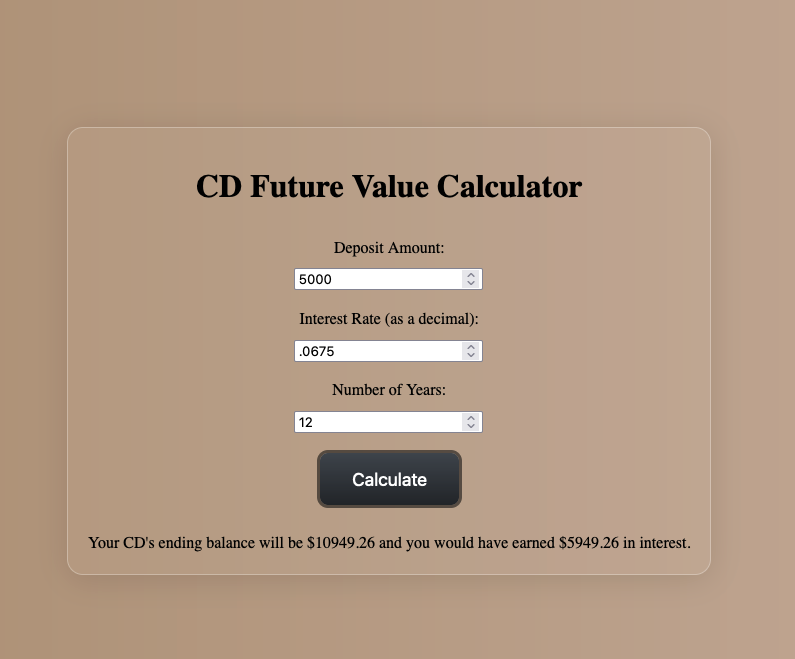 CD Future Value Calculator
Deposit Amount:
5000
Interest Rate (as a decimal):
.0675
Number of Years:
12
Calculate
Your CD's ending balance will be $10949.26 and you would have earned $5949.26 in interest.